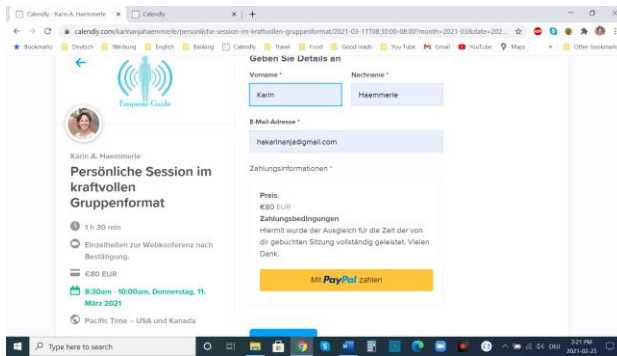 Calendly - Karin A. Haemmerle
Calendly
calendly.com/karinanjahaemmerle/personliche-session-im-kraftvollen-gruppenformat/2021-03-11T08:30:00-08:00?month=2021-03&date=202...
Bookmarks Deutsch Werbung English Banking Calendly Travel Food Good reads You Tube Gmail YouTube Maps » Other bookmarks
Frequenz-Guide
Karin A. Haemmerle
Persönliche Session im
kraftvollen
Gruppenformat
1 h 30 min
Einzelheiten zur Webkonferenz nach
Bestätigung.
€80 EUR
8:30am - 10:00am, Donnerstag, 11.
März 2021
Pacific Time – USA und Kanada
Geben Sie Details an
Vorname * Nachname *
Karin Haemmerle
E-Mail-Adresse *
hakarinanja@gmail.com
Zahlungsinformationen *
Preis
€80 EUR
Zahlungsbedingungen
Hiermit wurde der Ausgleich für die Zeit der von
dir gebuchten Sitzung vollständig geleistet. Vielen
Dank.
Mit PayPal zahlen
Type here to search
DEU
3:21 PM
2021-02-25